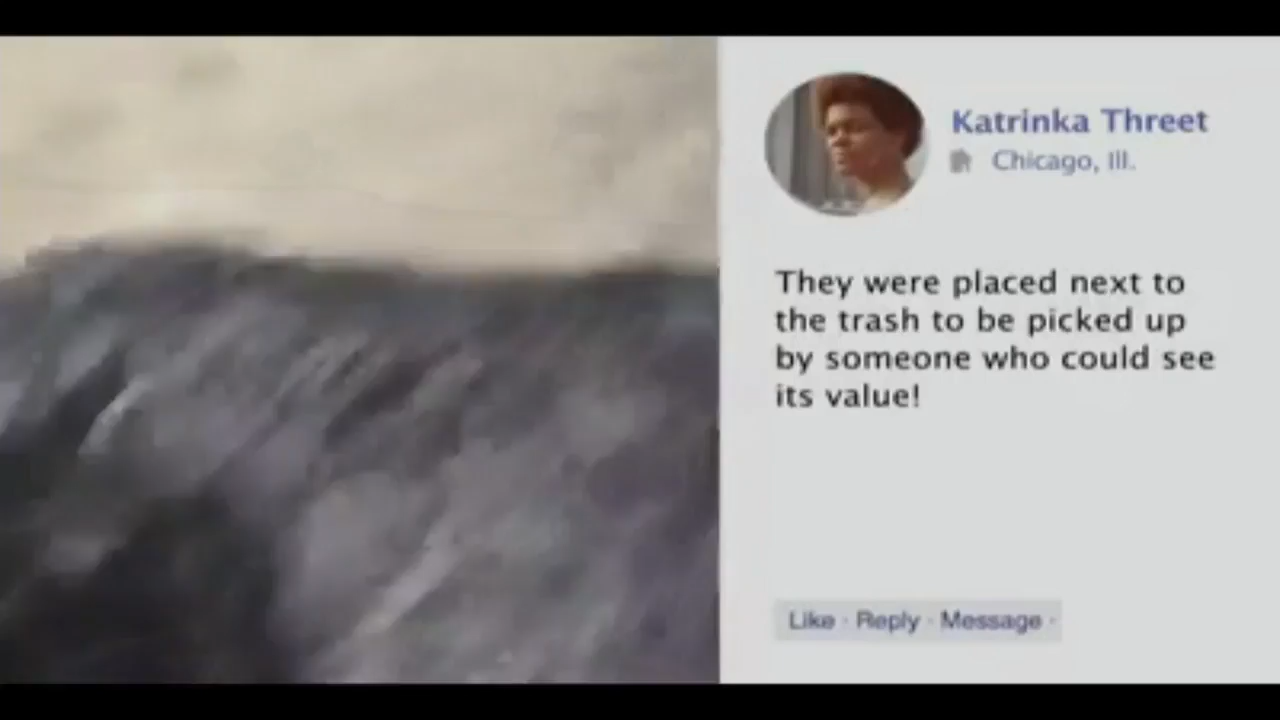 Katrinka Threet
Chicago, Ill.
They were placed next to
the trash to be picked up
by someone who could see
its value!
Like · Reply · Message ·